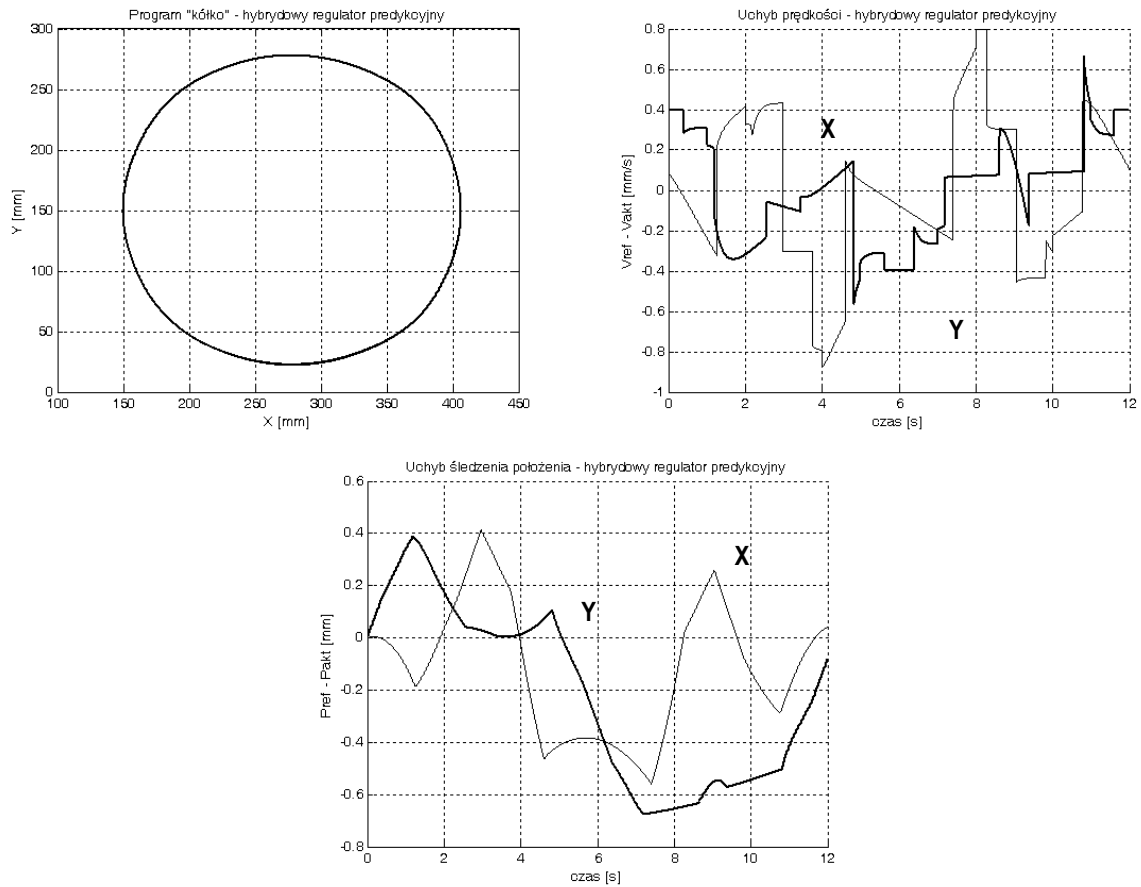 Program "kółko" - hybrydowy regulator predykcyjny
300
250
200
150
100
50
0
Y [mm]
100 150 200 250 300 350 400 450
X [mm]
Uchyb prędkości - hybrydowy regulator predykcyjny
0.8
0.6
0.4
0.2
0
-0.2
-0.4
-0.6
-0.8
-1
Vref - Vakt [mm/s]
X
Y
0 2 4 6 8 10 12
czas [s]
Uchyb śledzenia położenia - hybrydowy regulator predykcyjny
0.6
0.4
0.2
0
-0.2
-0.4
-0.6
-0.8
Pref - Pakt [mm]
X
Y
0 2 4 6 8 10 12
czas [s]